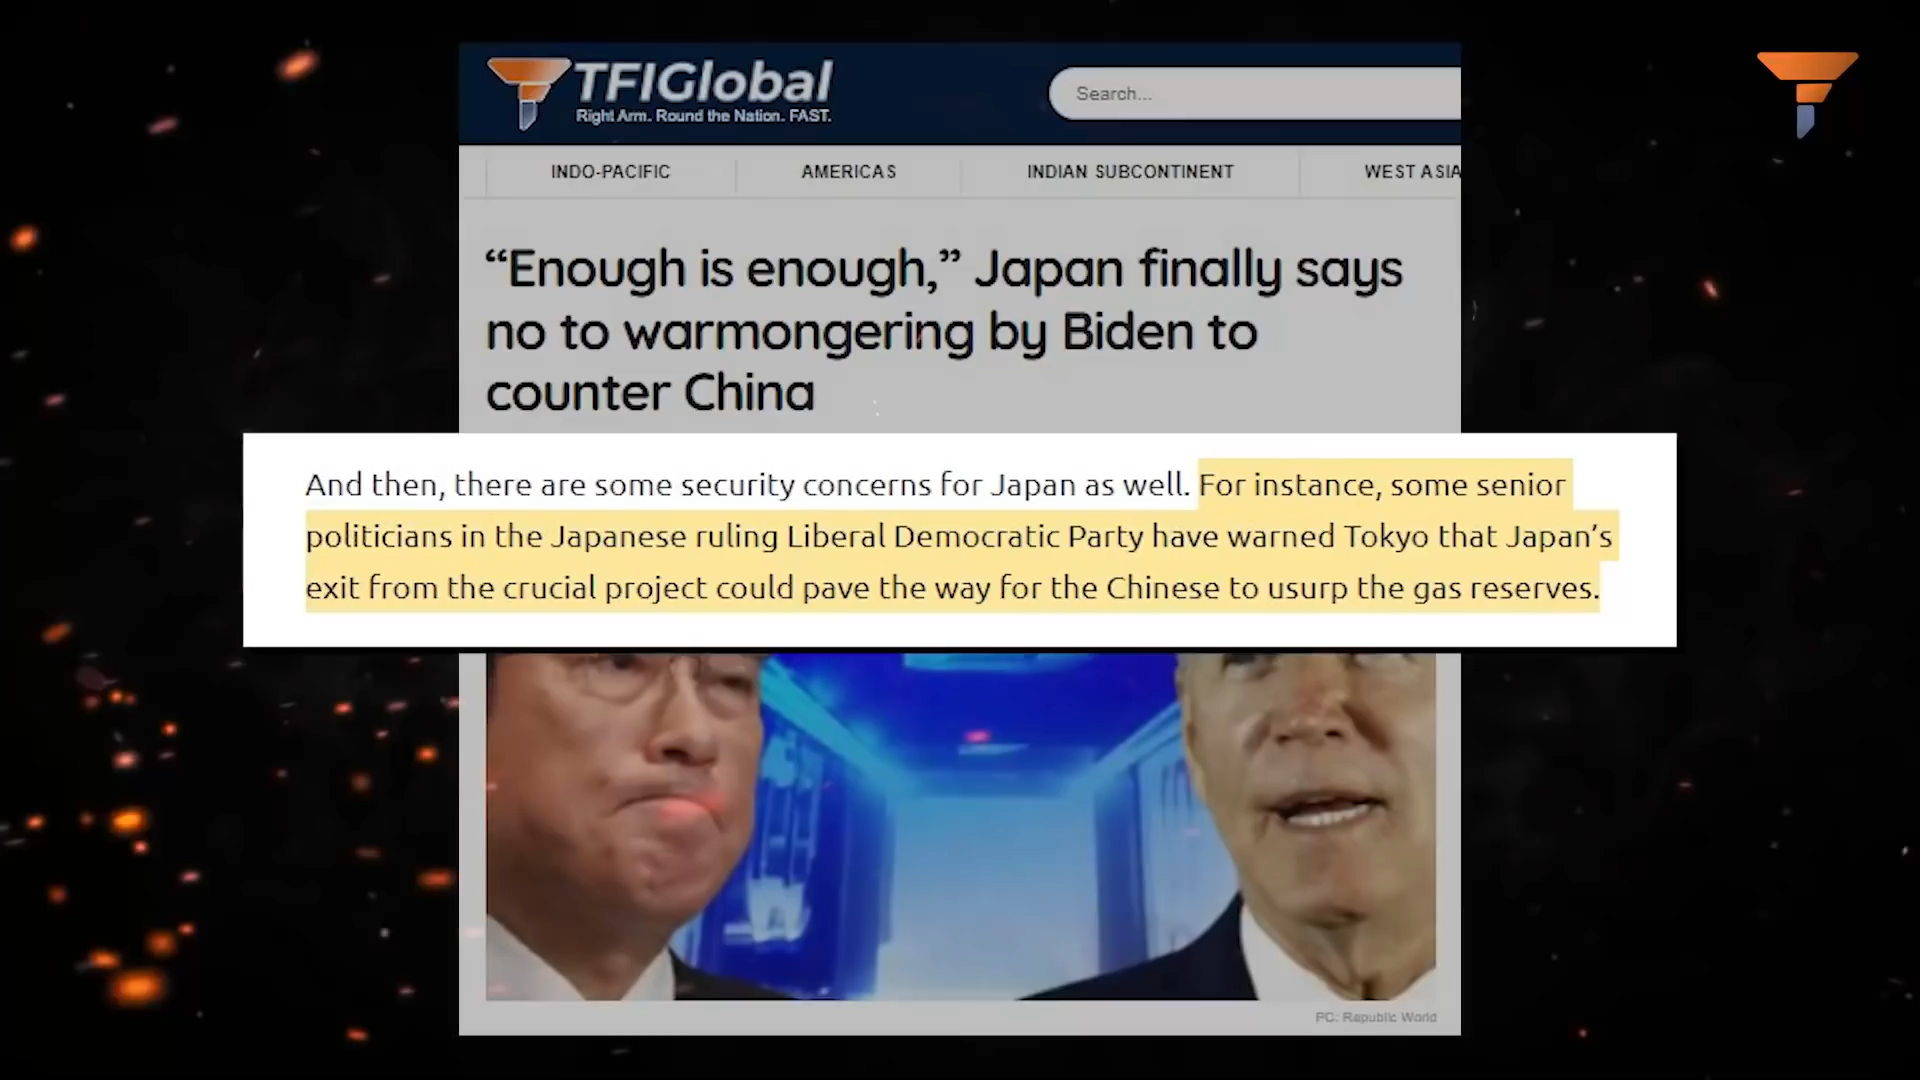 TFIGlobal
Right Arm. Round the Nation. FAST.
Search...
INDO-PACIFIC
AMERICAS
INDIAN SUBCONTINENT
WEST ASIA
“Enough is enough,” Japan finally says
no to warmongering by Biden to
counter China
And then, there are some security concerns for Japan as well. For instance, some senior
politicians in the Japanese ruling Liberal Democratic Party have warned Tokyo that Japan’s
exit from the crucial project could pave the way for the Chinese to usurp the gas reserves.
PC: Republic World